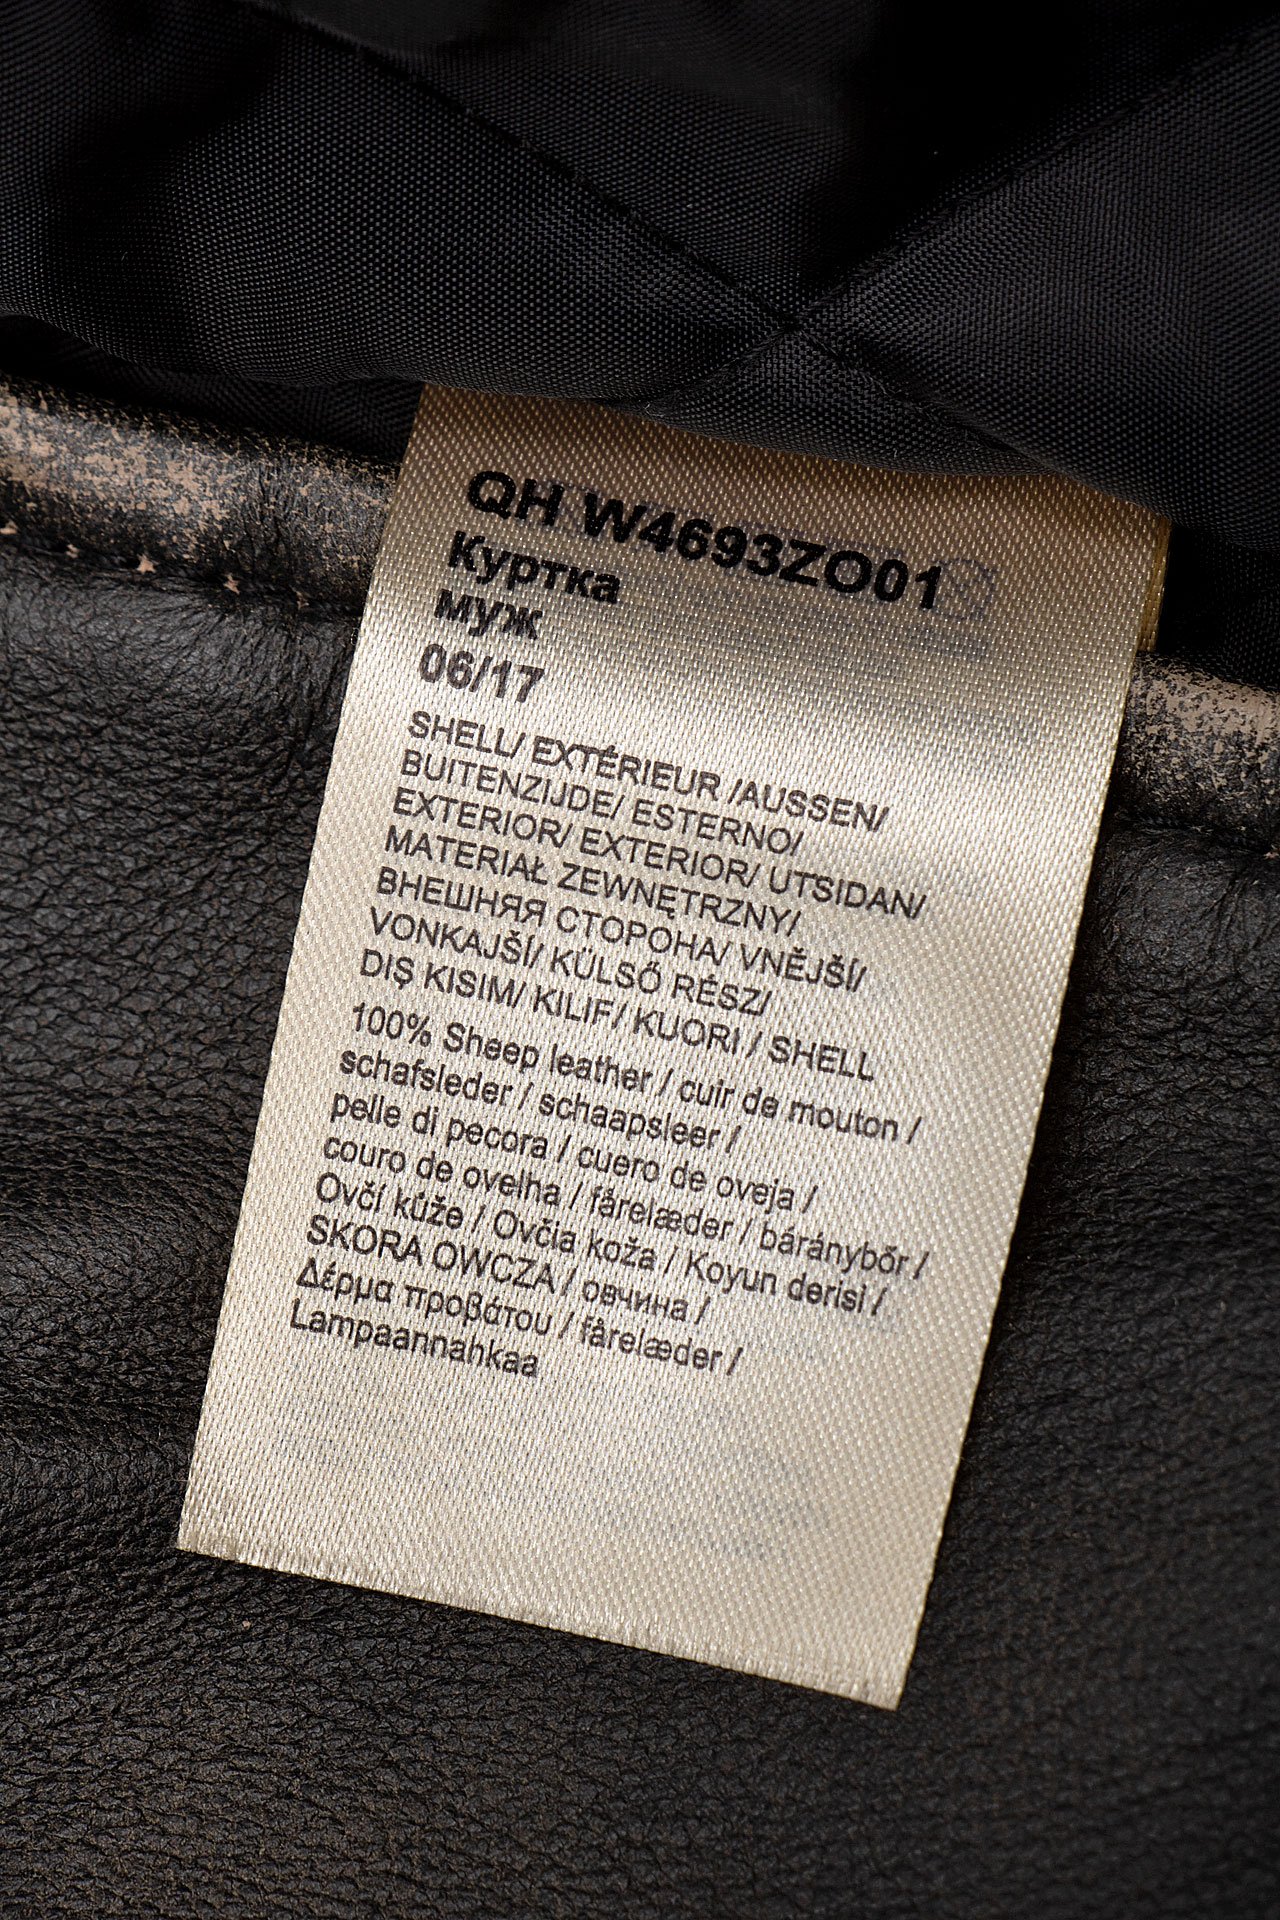 QH W4693ZO01
Куртка
муж
06/17
SHELL/ EXTÉRIEUR /AUSSEN/
BUITENZIJDE/ ESTERNO/
EXTERIOR/ EXTERIOR/ UTSIDAN/
MATERIAŁ ZEWNĘTRZNY/
ВНЕШНЯЯ СТОРОНА/ VNĚJŠÍ/
VONKAJŠÍ/ KÜLSŐ RÉSZ/
DIŞ KISIM/ KILIF/ KUORI / SHELL
100% Sheep leather / cuir de mouton /
schafsleder / schaapsleer /
pelle di pecora / cuero de oveja /
couro de ovelha / fårelæder / báránybőr /
Ovčí kůže / Ovčia koža / Koyun derisi /
SKORA OWCZA / овчина /
Δέρμα προβάτου / fårelæder /
Lampaannahkaa